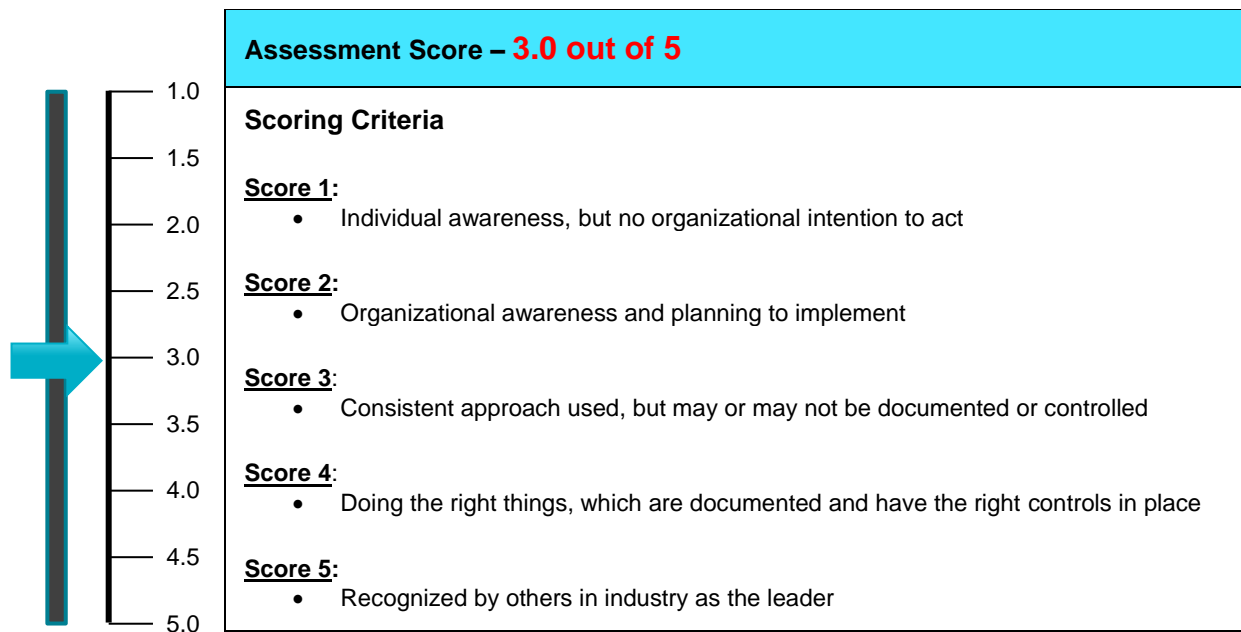 Assessment Score – 3.0 out of 5
1.0
1.5
2.0
2.5
3.0
3.5
4.0
4.5
5.0
Scoring Criteria
Score 1:
• Individual awareness, but no organizational intention to act
Score 2:
• Organizational awareness and planning to implement
Score 3:
• Consistent approach used, but may or may not be documented or controlled
Score 4:
• Doing the right things, which are documented and have the right controls in place
Score 5:
• Recognized by others in industry as the leader